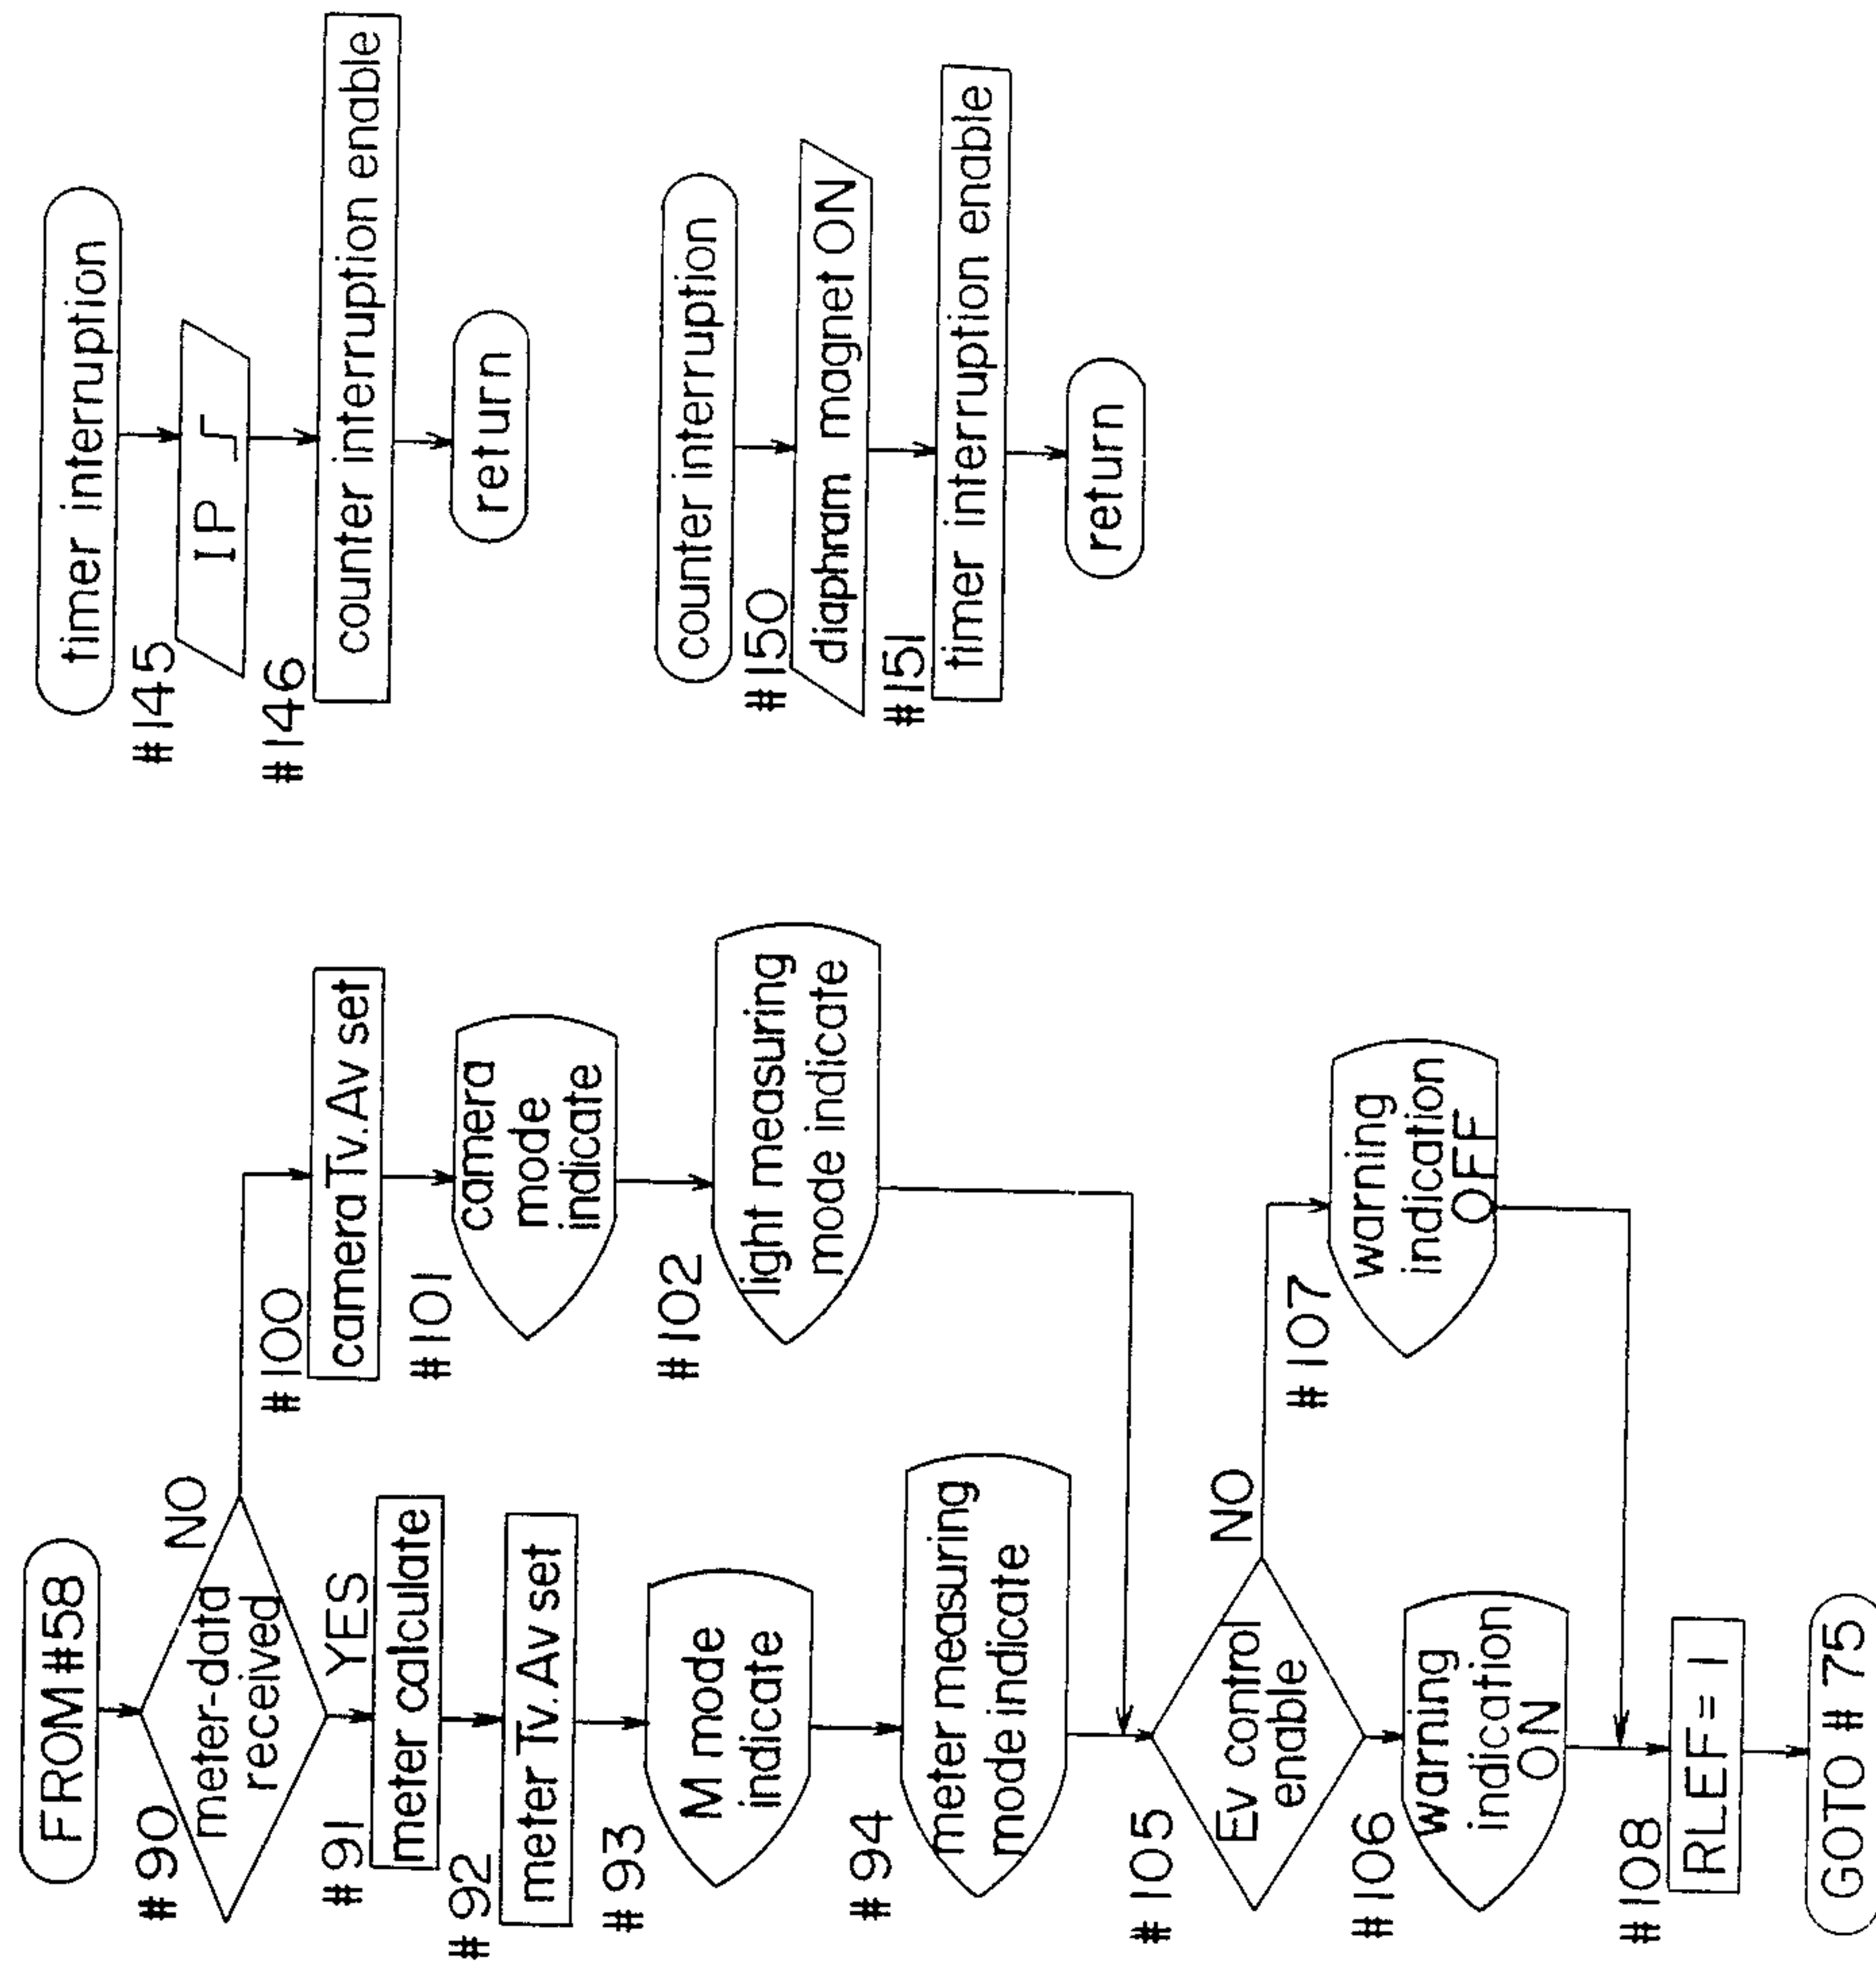 FROM #58
#90
meter-data
received
NO
YES
#91
meter calculate
#92
meter Tv.Av set
#93
M mode
indicate
#94
meter measuring
mode indicate
#100
camera Tv.Av set
#101
camera
mode
indicate
#102
light measuring
mode indicate
#105
Ev control
enable
NO
#106
warning
indication
ON
#107
warning
indication
OFF
#108
RLEF=1
GOTO #75
timer interruption
#145
IP
#146
counter interruption enable
return
counter interruption
#150
diaphram magnet ON
#151
timer interruption enable
return